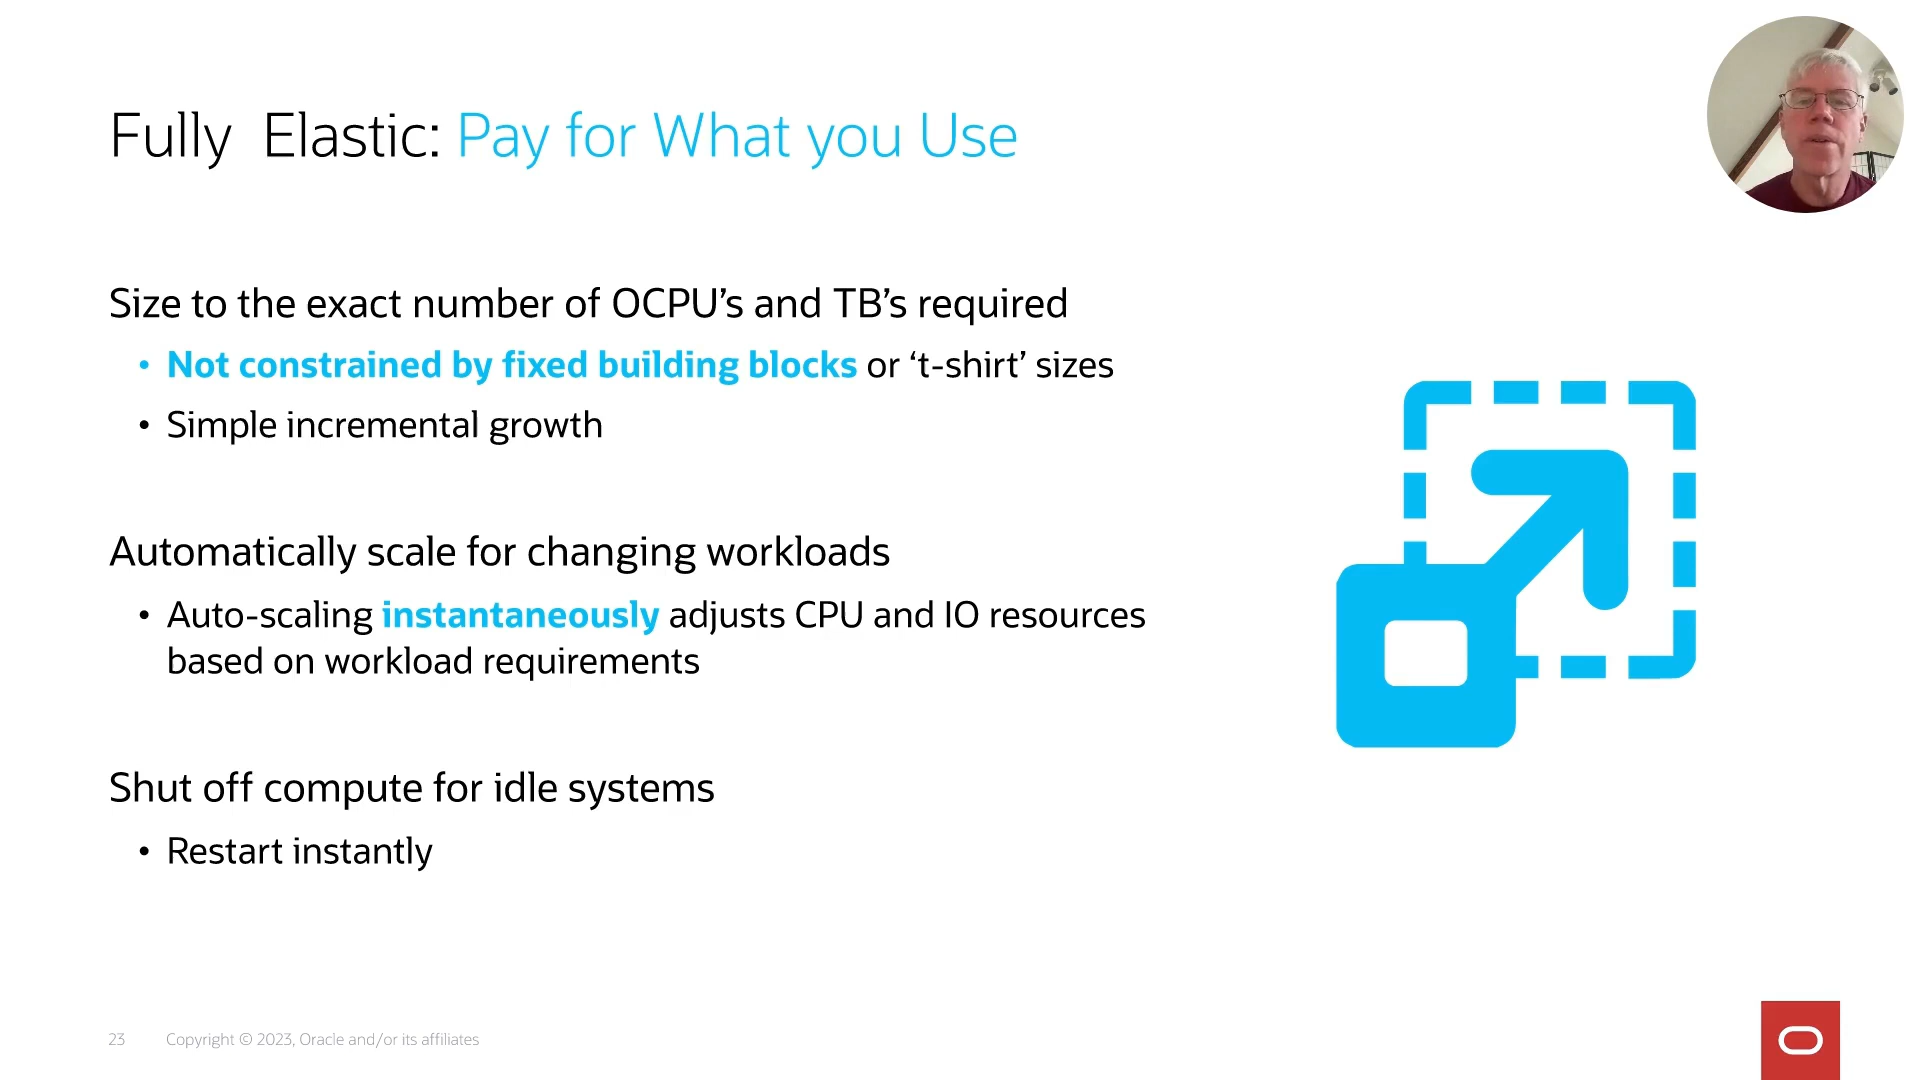 Fully Elastic: Pay for What you Use
Size to the exact number of OCPU’s and TB’s required
• Not constrained by fixed building blocks or ‘t-shirt’ sizes
• Simple incremental growth
Automatically scale for changing workloads
• Auto-scaling instantaneously adjusts CPU and IO resources
based on workload requirements
Shut off compute for idle systems
• Restart instantly
23 Copyright © 2023, Oracle and/or its affiliates